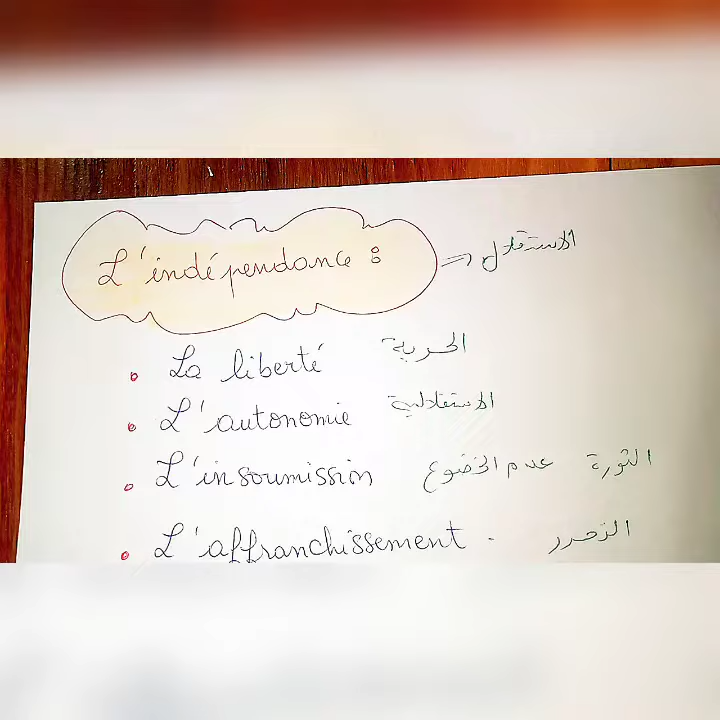 L'indépendance : => الاستقلال
• La liberté الحرية
• L'autonomie الاستقلالية
• L'insoumission عدم الخضوع الثورة
• L'affranchissement . التحرر